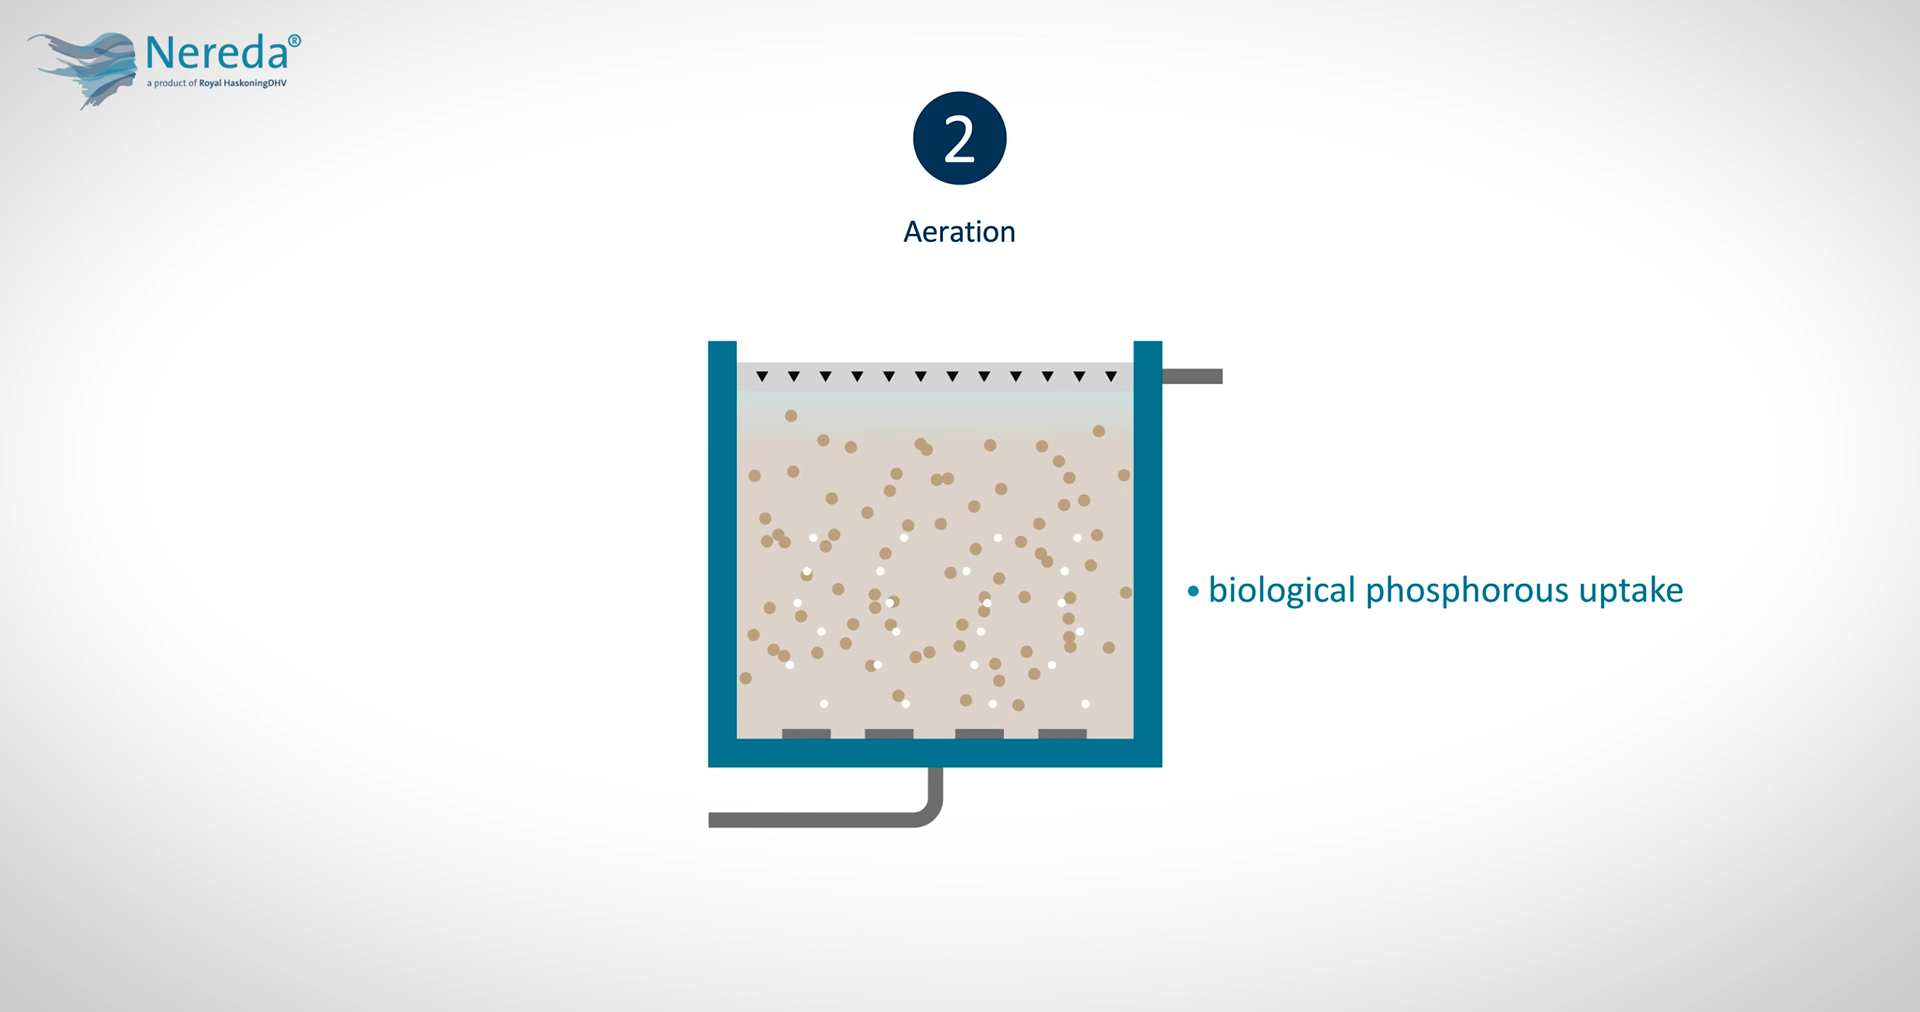 Nereda®
a product of Royal HaskoningDHV
2
Aeration
• biological phosphorous uptake